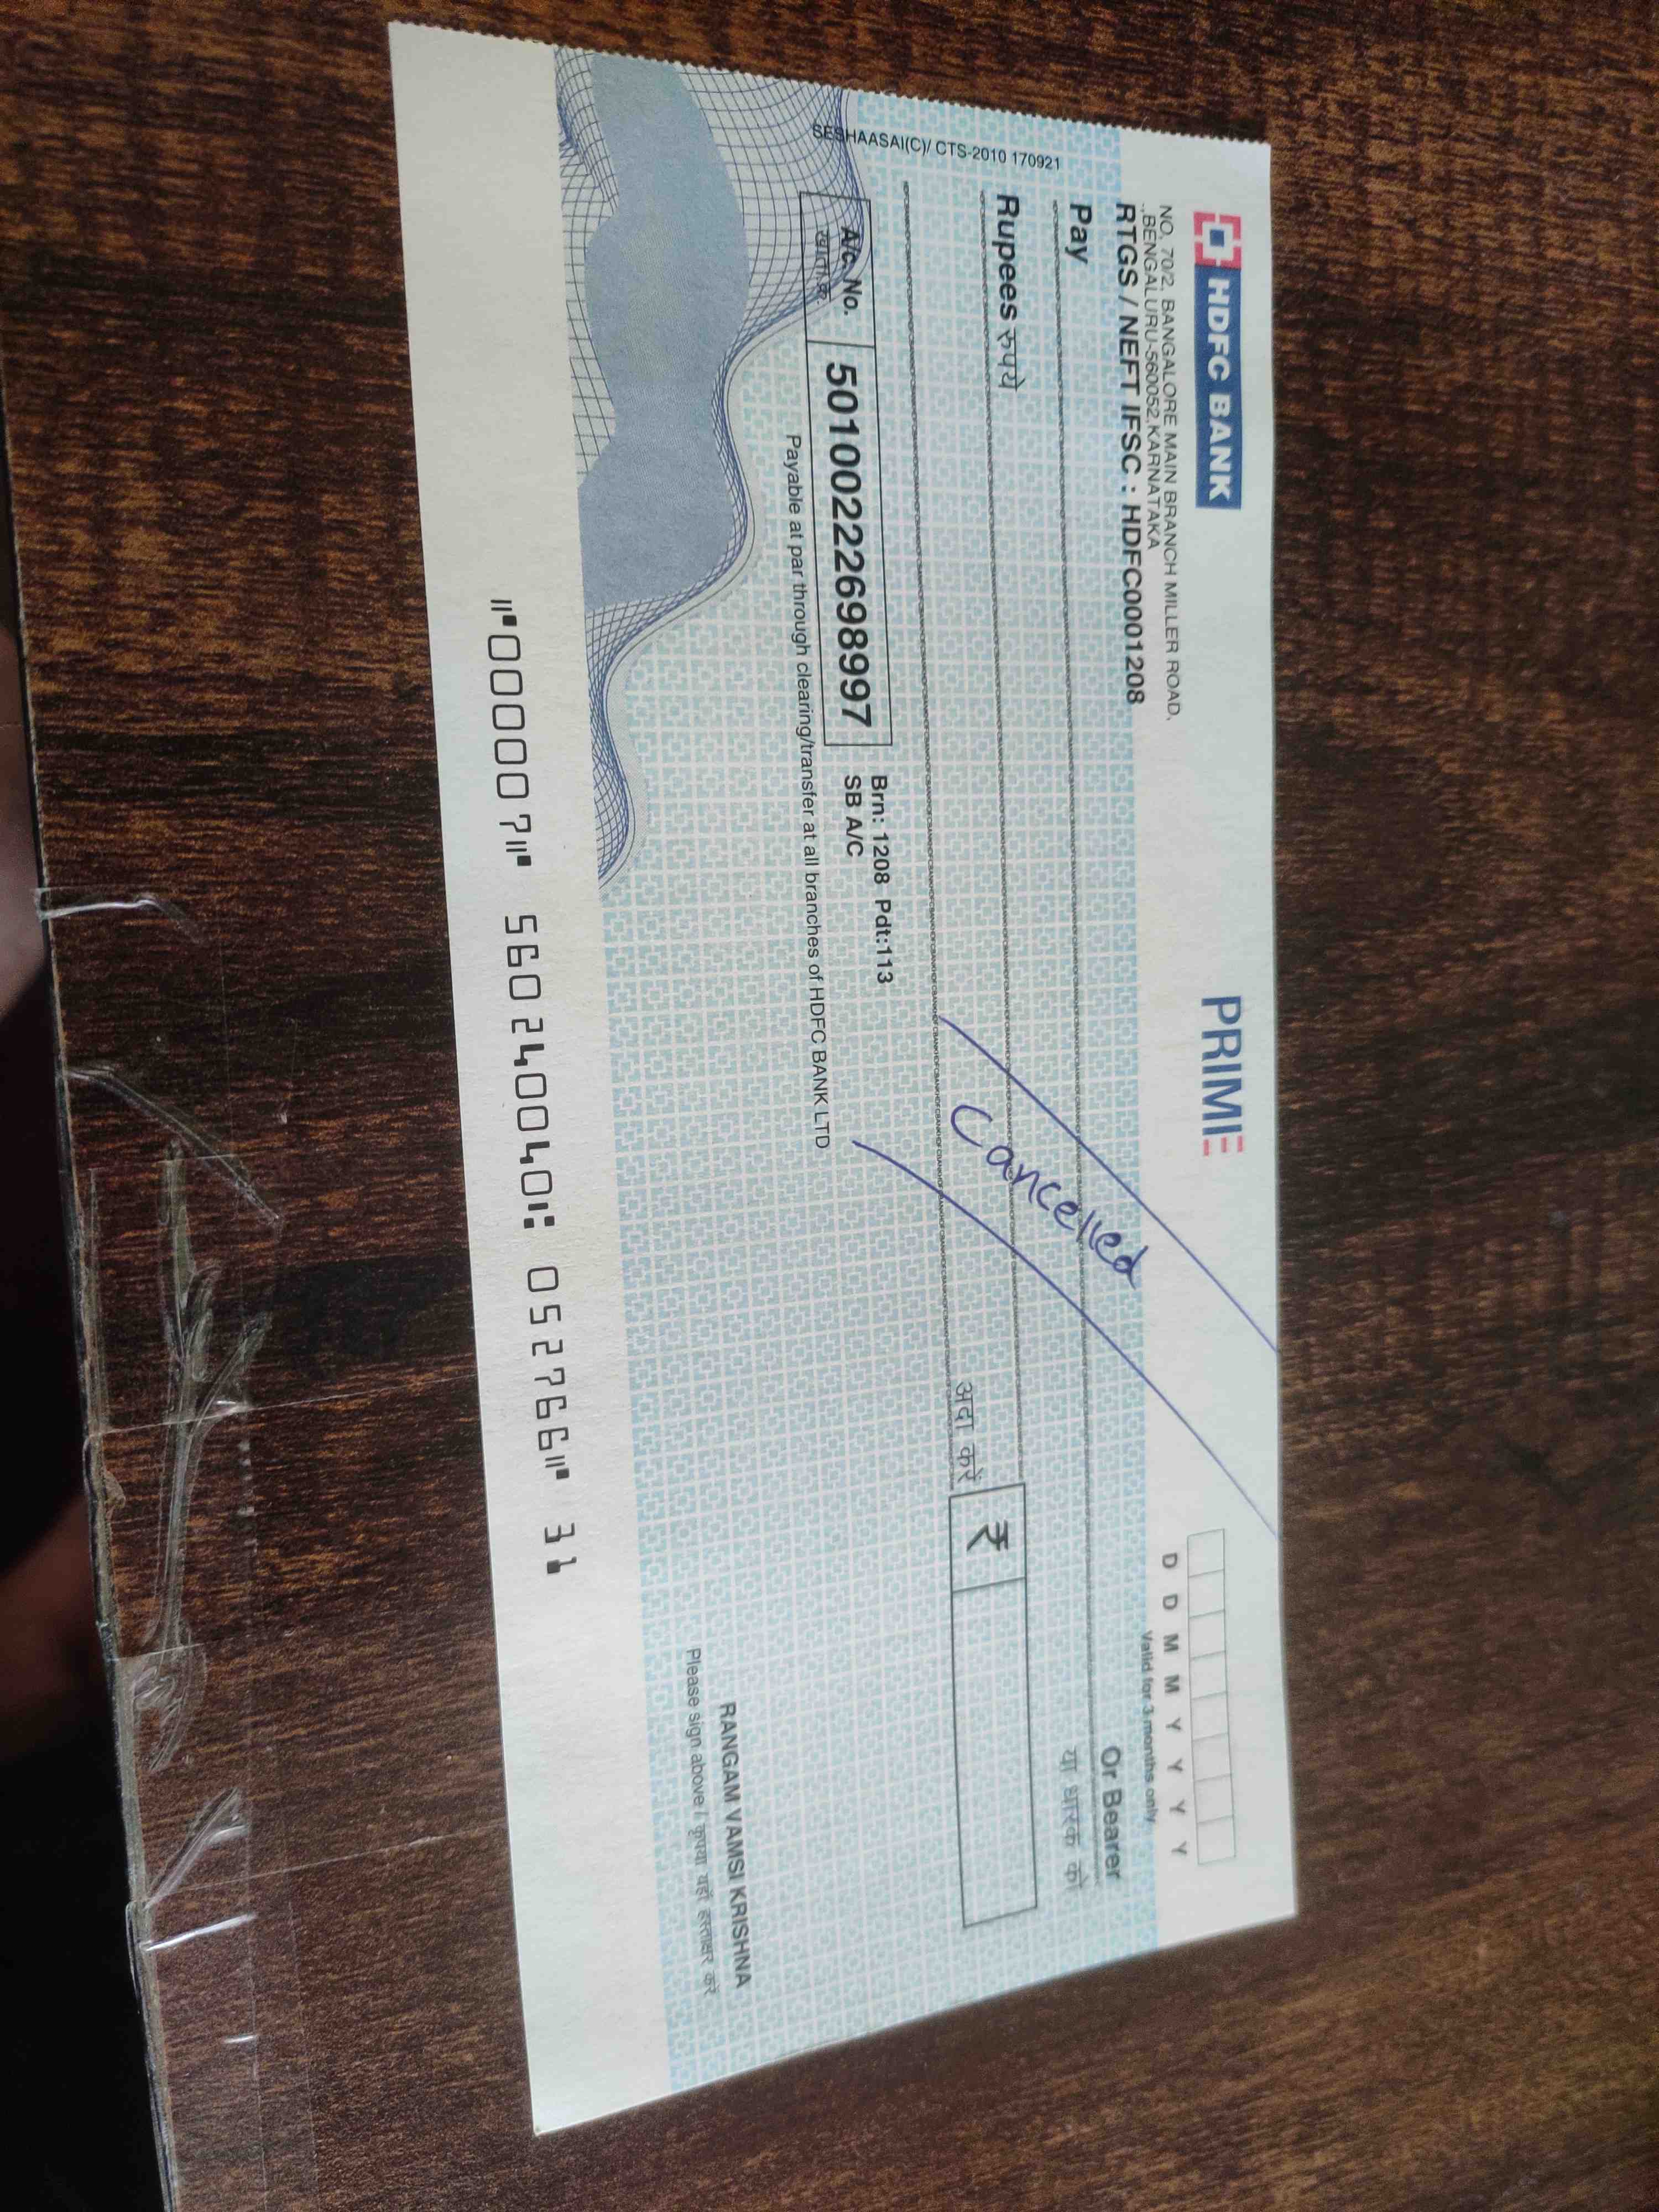 HDFC BANK
PRIME
NO, 70/2, BANGALORE MAIN BRANCH MILLER ROAD,
.,BENGALURU-560052,KARNATAKA
RTGS / NEFT IFSC : HDFC0001208
D D M M Y Y Y Y
Valid for 3 months only
Pay
Or Bearer
या धारक को
Cancelled
Rupees रुपये
अदा करें
₹
A/c. No.
खाता क्र.
50100222698997
Brn: 1208 Pdt:113
SB A/C
Payable at par through clearing/transfer at all branches of HDFC BANK LTD
SESHAASAI(C)/ CTS-2010 170921
RANGAM VAMSI KRISHNA
Please sign above / कृपया यहाँ हस्ताक्षर करें
⑈000007⑈ 560240040⑆ 052766⑈ 31